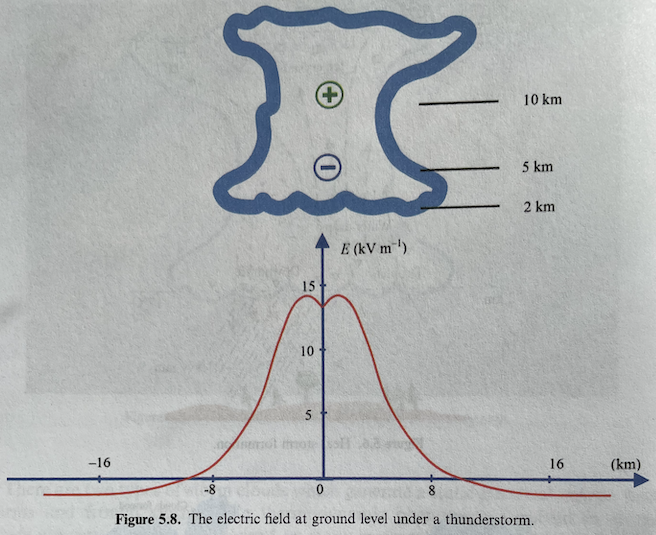 +
10 km
−
5 km
2 km
E (kV m⁻¹)
15
10
5
−16
16
(km)
-8
0
8
Figure 5.8. The electric field at ground level under a thunderstorm.